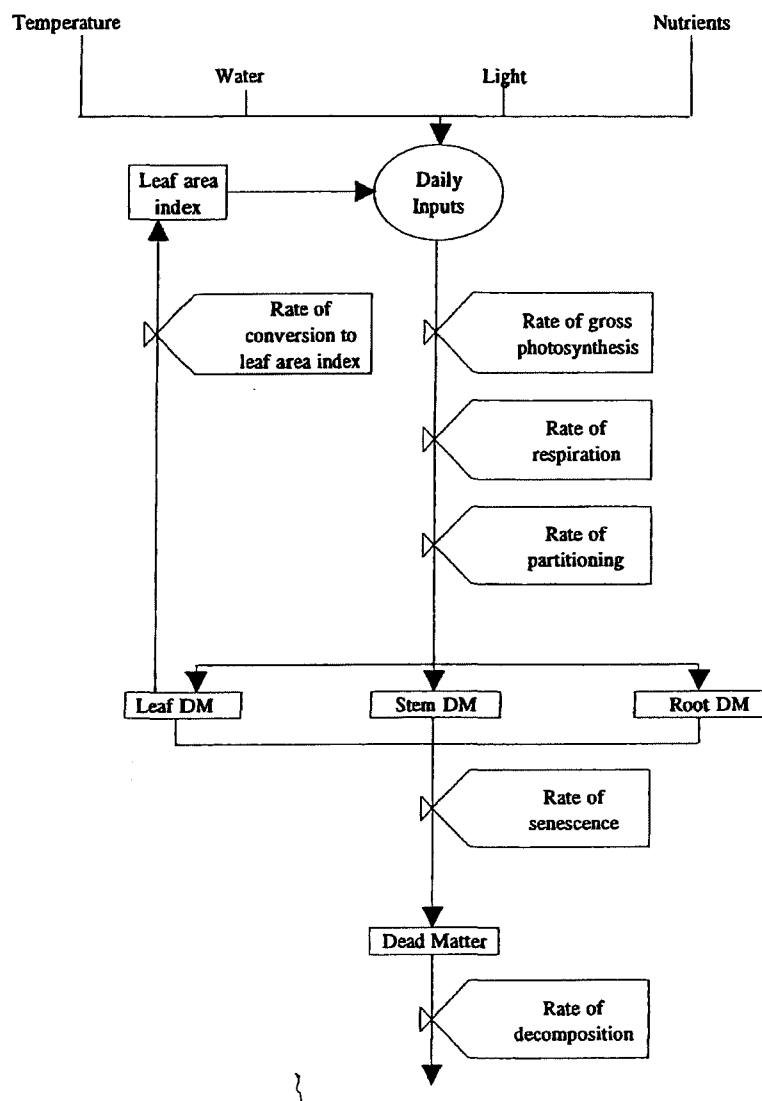 Temperature
Nutrients
Water
Light
Leaf area
index
Daily
Inputs
Rate of
conversion to
leaf area index
Rate of gross
photosynthesis
Rate of
respiration
Rate of
partitioning
Leaf DM
Stem DM
Root DM
Rate of
senescence
Dead Matter
Rate of
decomposition